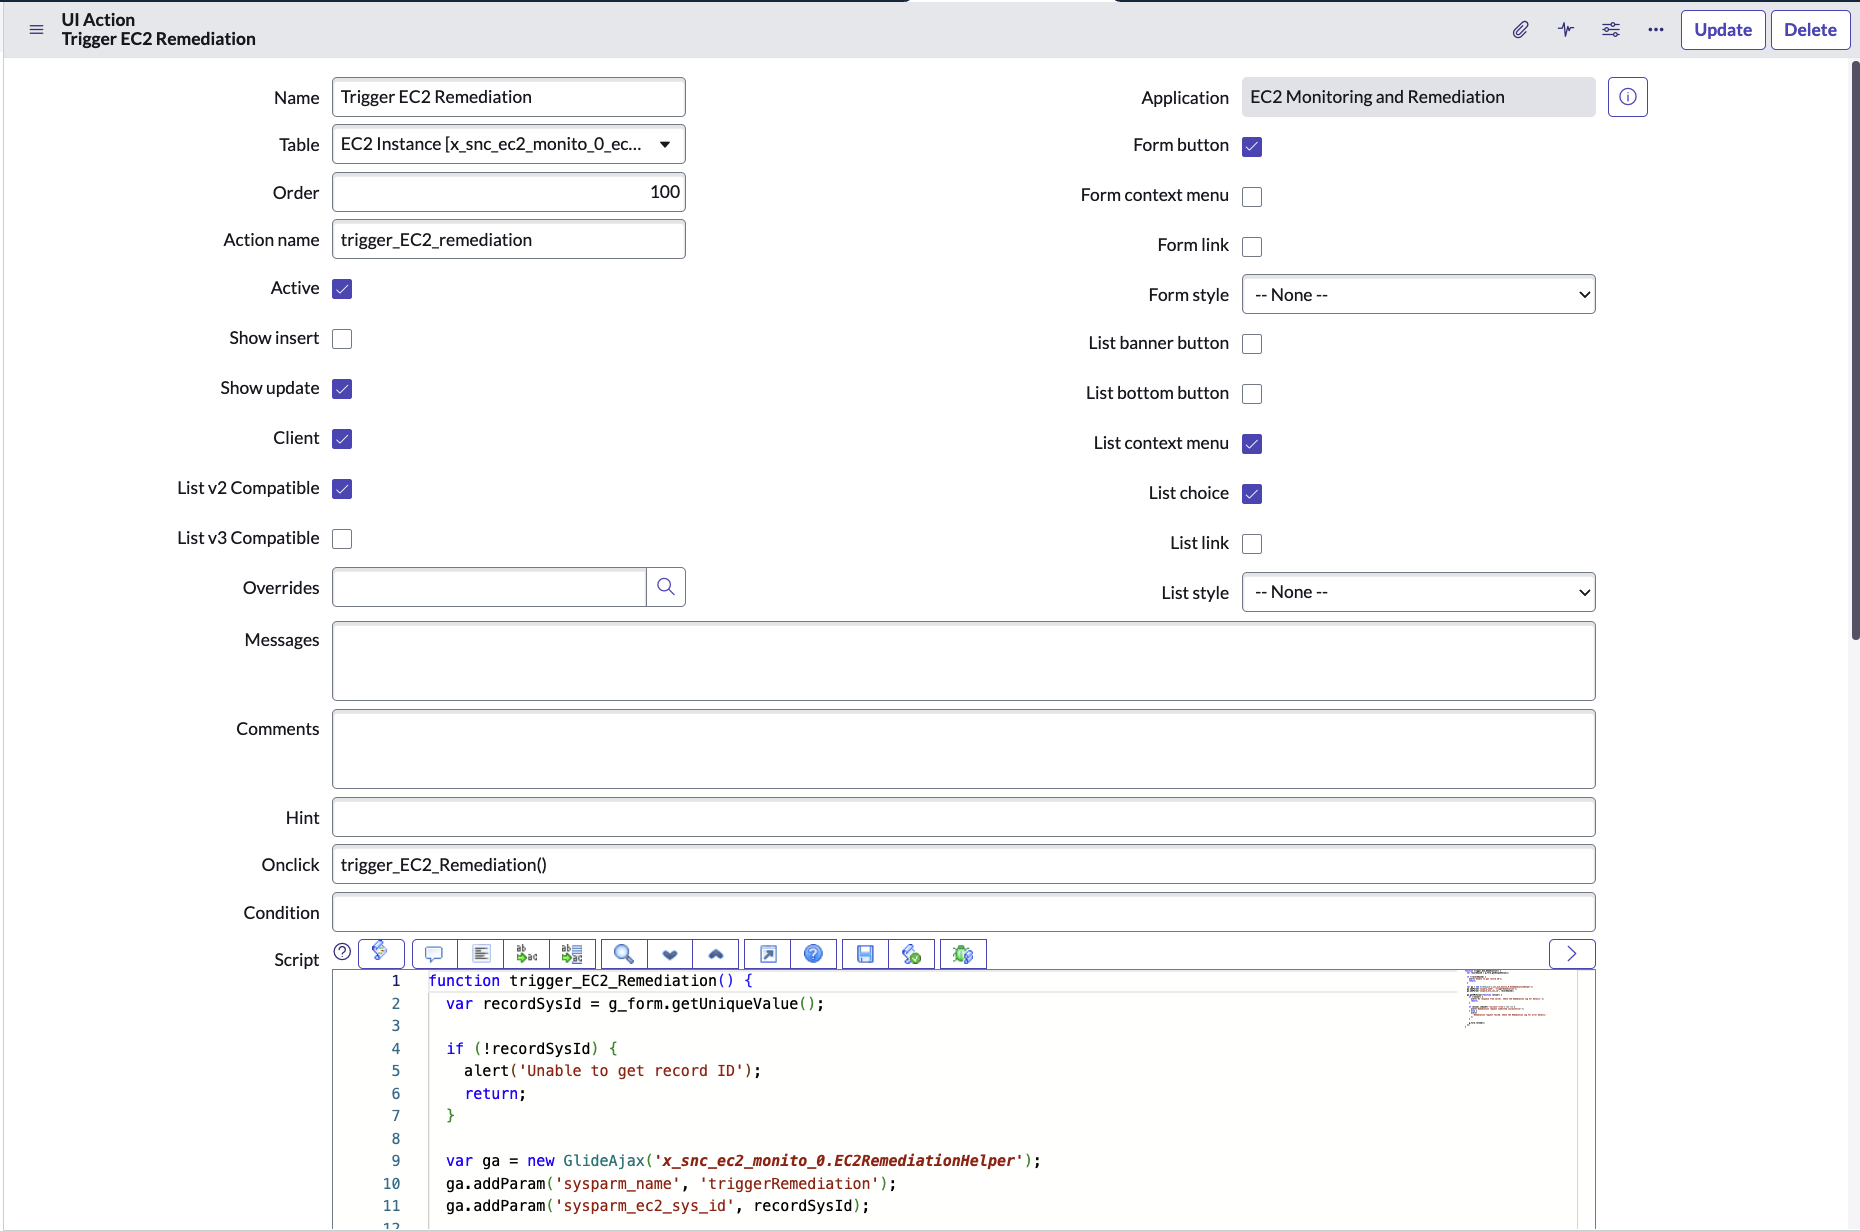 UI Action
Trigger EC2 Remediation
Update
Delete
Name
Trigger EC2 Remediation
Table
EC2 Instance [x_snc_ec2_monito_0_ec...
Order
100
Action name
trigger_EC2_remediation
Active
Show insert
Show update
Client
List v2 Compatible
List v3 Compatible
Overrides
Application
EC2 Monitoring and Remediation
Form button
Form context menu
Form link
Form style
-- None --
List banner button
List bottom button
List context menu
List choice
List link
List style
-- None --
Messages
Comments
Hint
Onclick
trigger_EC2_Remediation()
Condition
Script
1 function trigger_EC2_Remediation() {
2 var recordSysId = g_form.getUniqueValue();
3
4 if (!recordSysId) {
5 alert('Unable to get record ID');
6 return;
7 }
8
9 var ga = new GlideAjax('x_snc_ec2_monito_0.EC2RemediationHelper');
10 ga.addParam('sysparm_name', 'triggerRemediation');
11 ga.addParam('sysparm_ec2_sys_id', recordSysId);
12